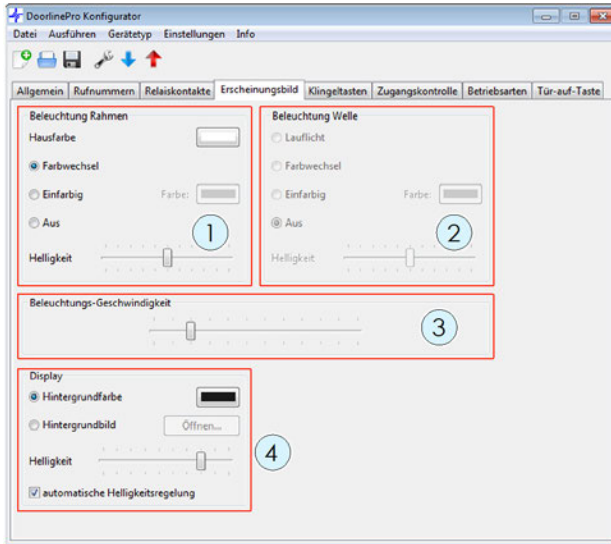 DoorlinePro Konfigurator
Datei Ausführen Gerätetyp Einstellungen Info
Allgemein Rufnummern Relaiskontakte Erscheinungsbild Klingeltasten Zugangskontrolle Betriebsarten Tür-auf-Taste
Beleuchtung Rahmen
Hausfarbe
Farbwechsel
Einfarbig Farbe:
Aus
1
Helligkeit
Beleuchtung Welle
Lauflicht
Farbwechsel
Einfarbig Farbe:
Aus
2
Helligkeit
Beleuchtungs-Geschwindigkeit
3
Display
Hintergrundfarbe
Hintergrundbild Öffnen...
Helligkeit
4
automatische Helligkeitsregelung